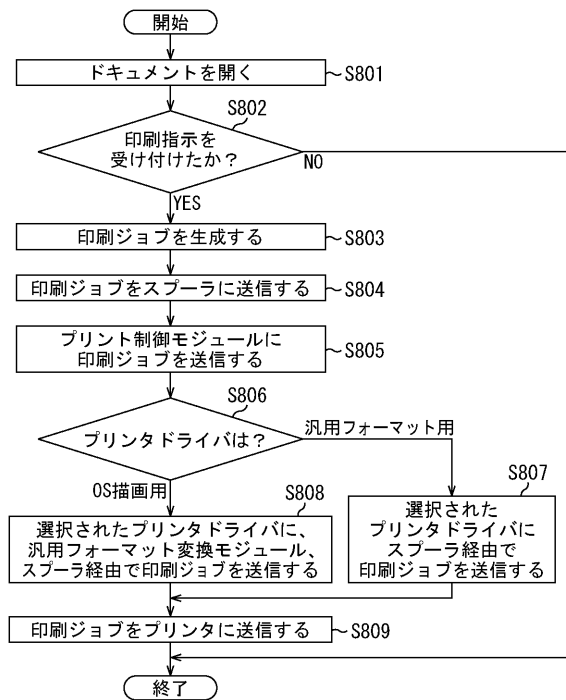 開始
ドキュメントを開く
S801
S802
印刷指示を
受け付けたか？
NO
YES
印刷ジョブを生成する
S803
印刷ジョブをスプーラに送信する
S804
プリント制御モジュールに
印刷ジョブを送信する
S805
S806
プリンタドライバは？
汎用フォーマット用
OS描画用
S807
選択された
プリンタドライバに
スプーラ経由で
印刷ジョブを送信する
S808
選択されたプリンタドライバに、
汎用フォーマット変換モジュール、
スプーラ経由で印刷ジョブを送信する
印刷ジョブをプリンタに送信する
S809
終了